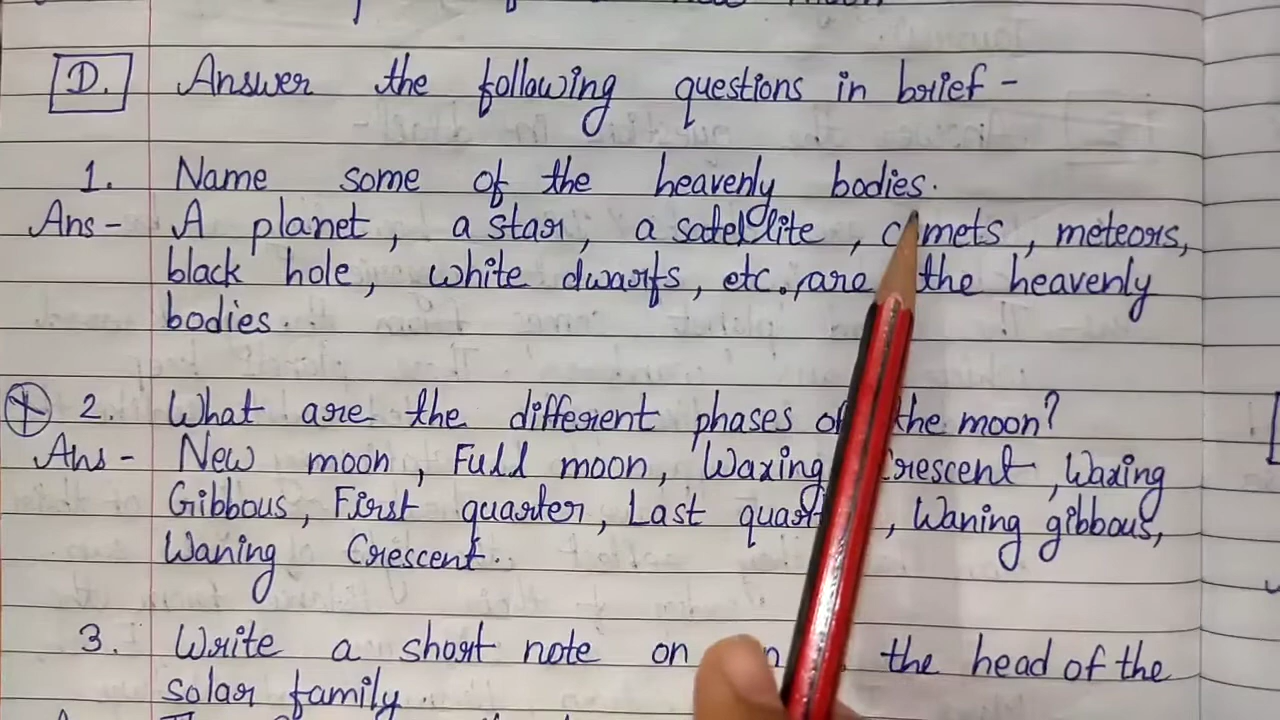 D. Answer the following questions in brief -
1. Name some of the heavenly bodies.
Ans - A planet, a star, a satellite, comets, meteors,
black hole, white dwarfs, etc. are the heavenly
bodies.
2. What are the different phases of the moon?
Ans - New moon, Full moon, Waxing Crescent, Waxing
Gibbous, First quarter, Last quarter, Waning gibbous,
Waning Crescent.
3. Write a short note on the head of the
solar family.